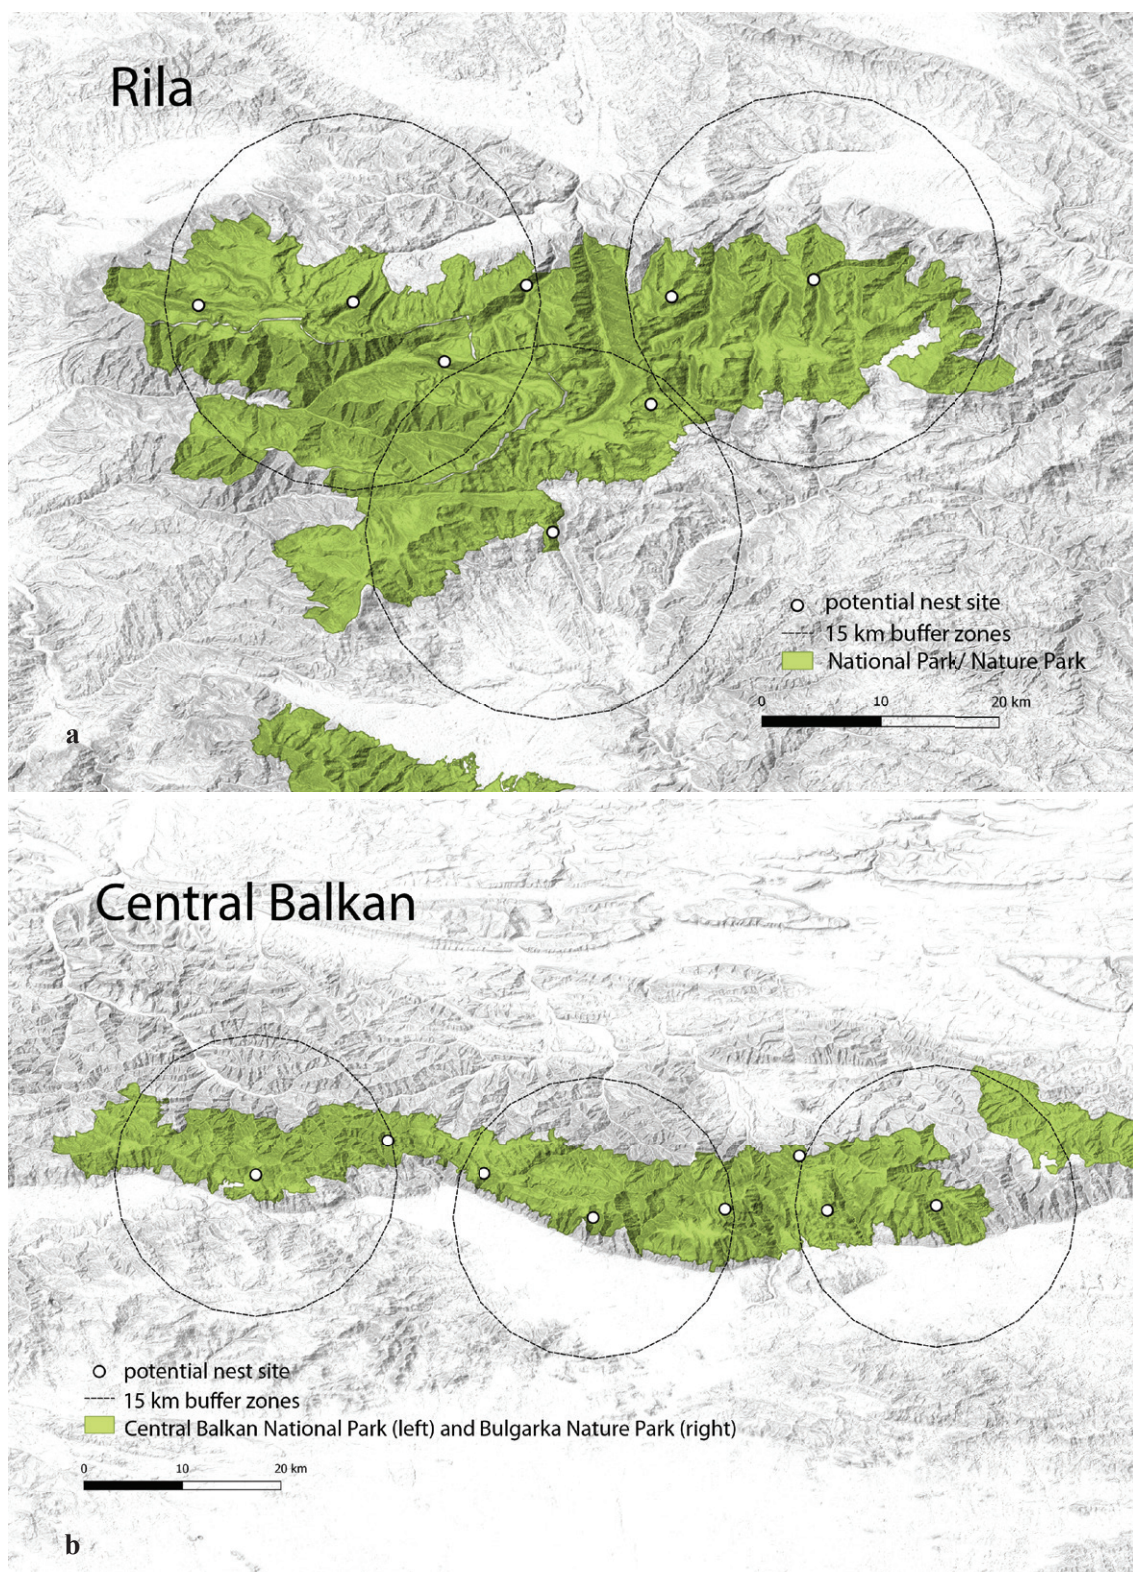 Rila
potential nest site
15 km buffer zones
National Park/ Nature Park
0 10 20 km
a
Central Balkan
potential nest site
15 km buffer zones
Central Balkan National Park (left) and Bulgarka Nature Park (right)
0 10 20 km
b